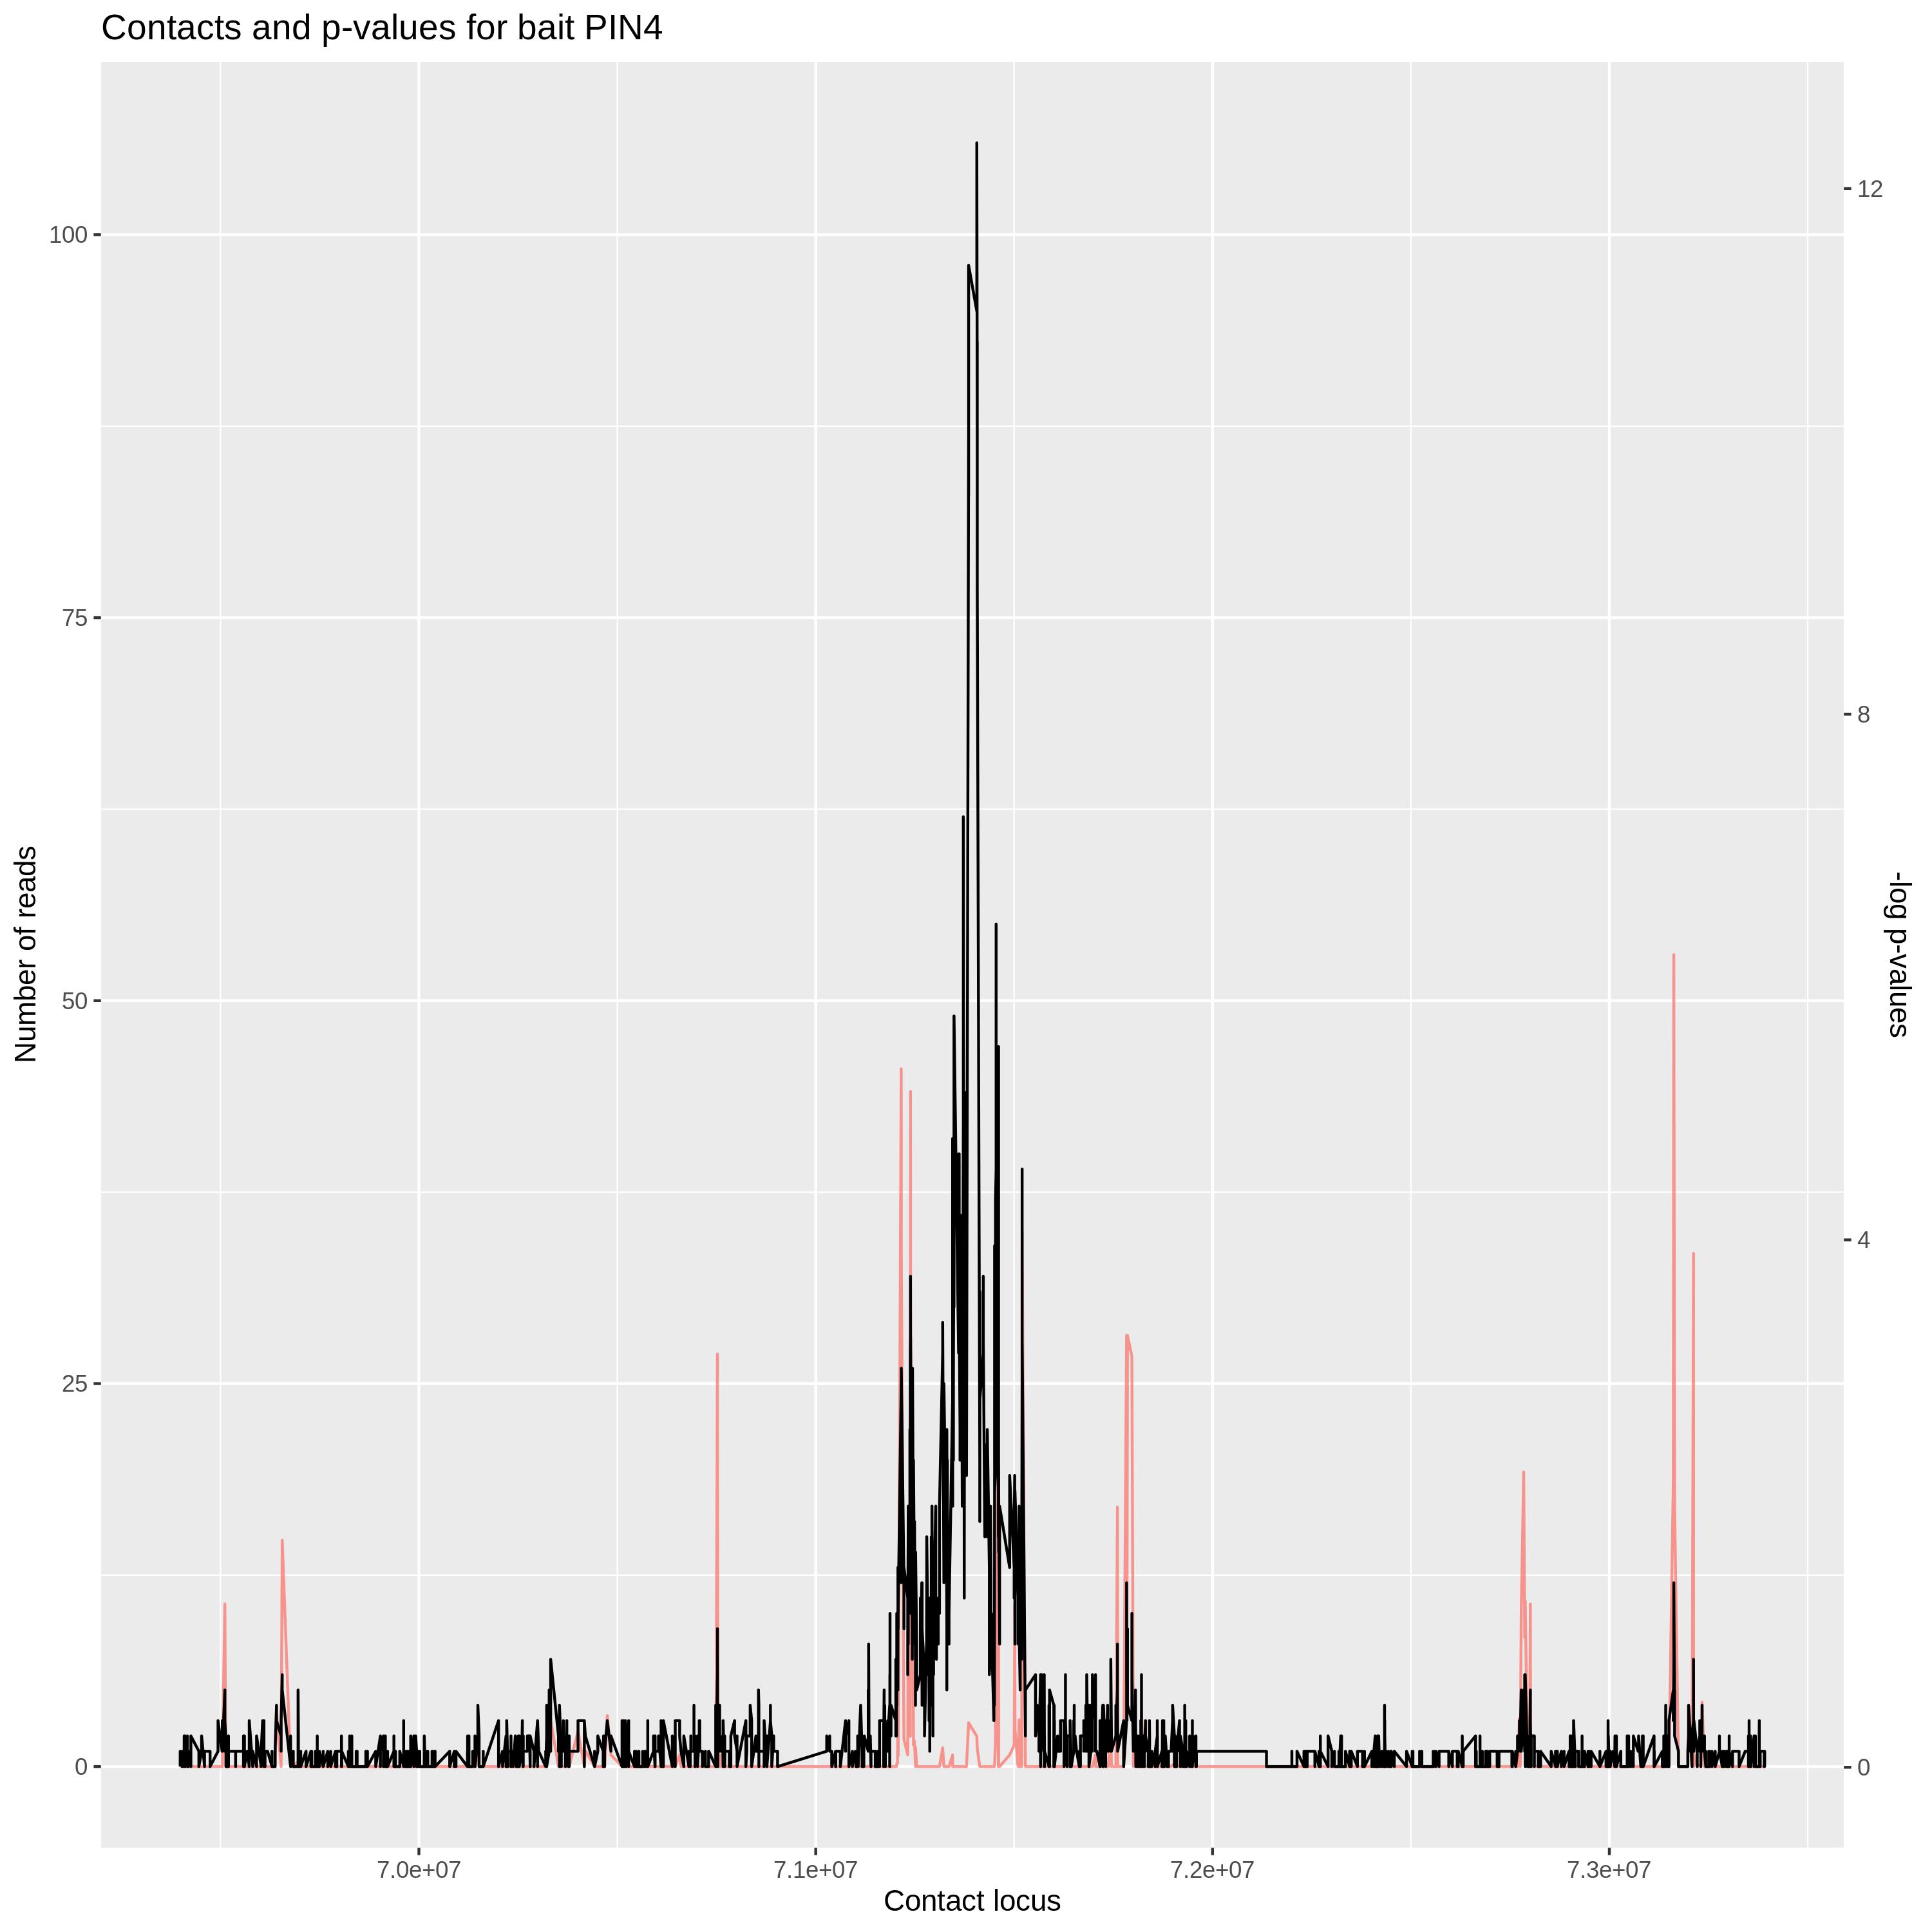 Contacts and p-values for bait PIN4
Number of reads
100
75
50
25
0
12
8
4
0
-log p-values
7.0e+07
7.1e+07
7.2e+07
7.3e+07
Contact locus